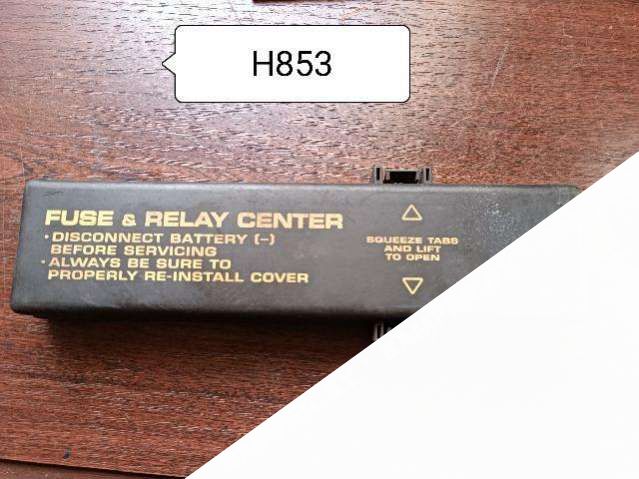 H853
FUSE & RELAY CENTER
• DISCONNECT BATTERY (-)
BEFORE SERVICING
• ALWAYS BE SURE TO
PROPERLY RE-INSTALL COVER
SQUEEZE TABS
AND LIFT
TO OPEN